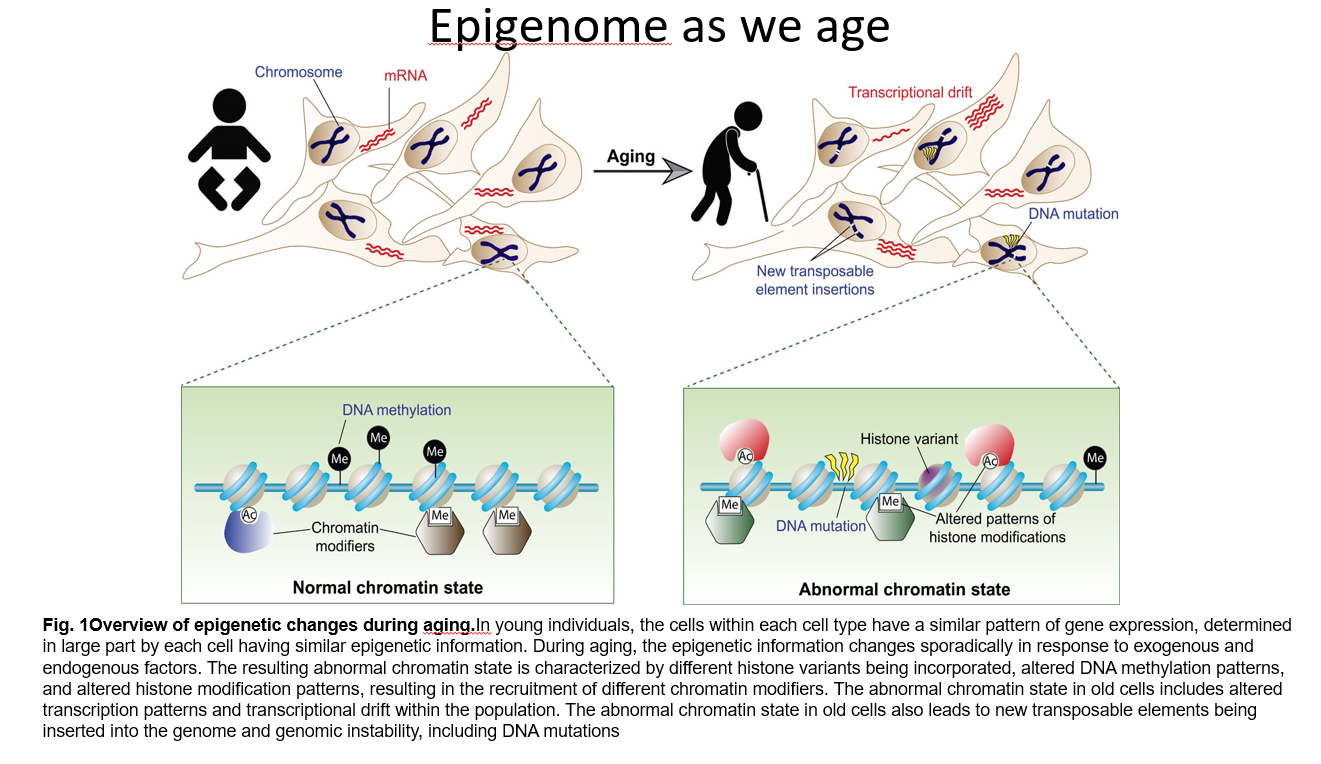 Epigenome as we age
Chromosome
mRNA
Aging
Transcriptional drift
DNA mutation
New transposable
element insertions
DNA methylation
Me
Me
Me
Ac
Me
Me
Chromatin
modifiers
Normal chromatin state
Ac
Histone variant
Ac
Me
Me
Me
DNA mutation
Altered patterns of
histone modifications
Abnormal chromatin state
Fig. 1Overview of epigenetic changes during aging.In young individuals, the cells within each cell type have a similar pattern of gene expression, determined
in large part by each cell having similar epigenetic information. During aging, the epigenetic information changes sporadically in response to exogenous and
endogenous factors. The resulting abnormal chromatin state is characterized by different histone variants being incorporated, altered DNA methylation patterns,
and altered histone modification patterns, resulting in the recruitment of different chromatin modifiers. The abnormal chromatin state in old cells includes altered
transcription patterns and transcriptional drift within the population. The abnormal chromatin state in old cells also leads to new transposable elements being
inserted into the genome and genomic instability, including DNA mutations